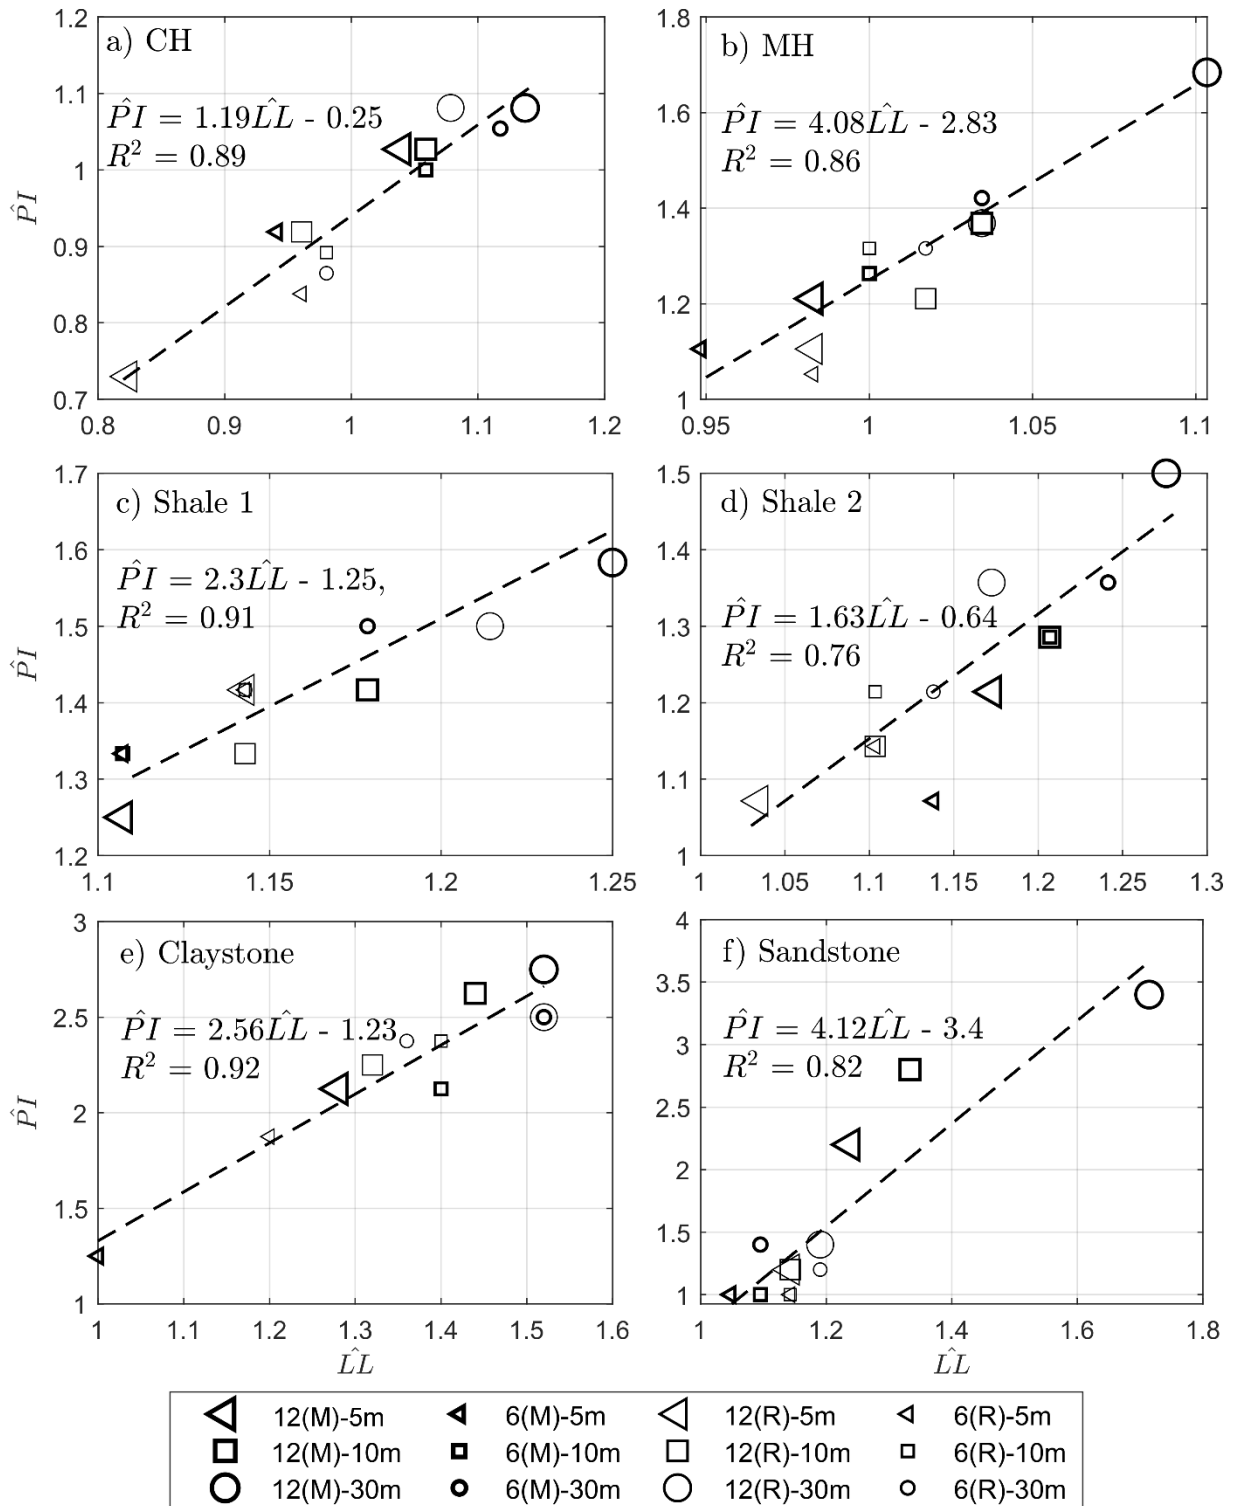 a) CH
P̂I = 1.19L̂L - 0.25
R² = 0.89
1.2
1.1
1
0.9
0.8
0.7
0.8 0.9 1 1.1 1.2
P̂I
b) MH
P̂I = 4.08L̂L - 2.83
R² = 0.86
1.8
1.6
1.4
1.2
1
0.95 1 1.05 1.1
c) Shale 1
P̂I = 2.3L̂L - 1.25,
R² = 0.91
1.7
1.6
1.5
1.4
1.3
1.2
1.1 1.15 1.2 1.25
P̂I
d) Shale 2
P̂I = 1.63L̂L - 0.64
R² = 0.76
1.5
1.4
1.3
1.2
1.1
1
1 1.05 1.1 1.15 1.2 1.25 1.3
e) Claystone
P̂I = 2.56L̂L - 1.23
R² = 0.92
3
2.5
2
1.5
1
1 1.1 1.2 1.3 1.4 1.5 1.6
P̂I
L̂L
f) Sandstone
P̂I = 4.12L̂L - 3.4
R² = 0.82
4
3.5
3
2.5
2
1.5
1
1 1.2 1.4 1.6 1.8
L̂L
12(M)-5m 6(M)-5m 12(R)-5m 6(R)-5m
12(M)-10m 6(M)-10m 12(R)-10m 6(R)-10m
12(M)-30m 6(M)-30m 12(R)-30m 6(R)-30m